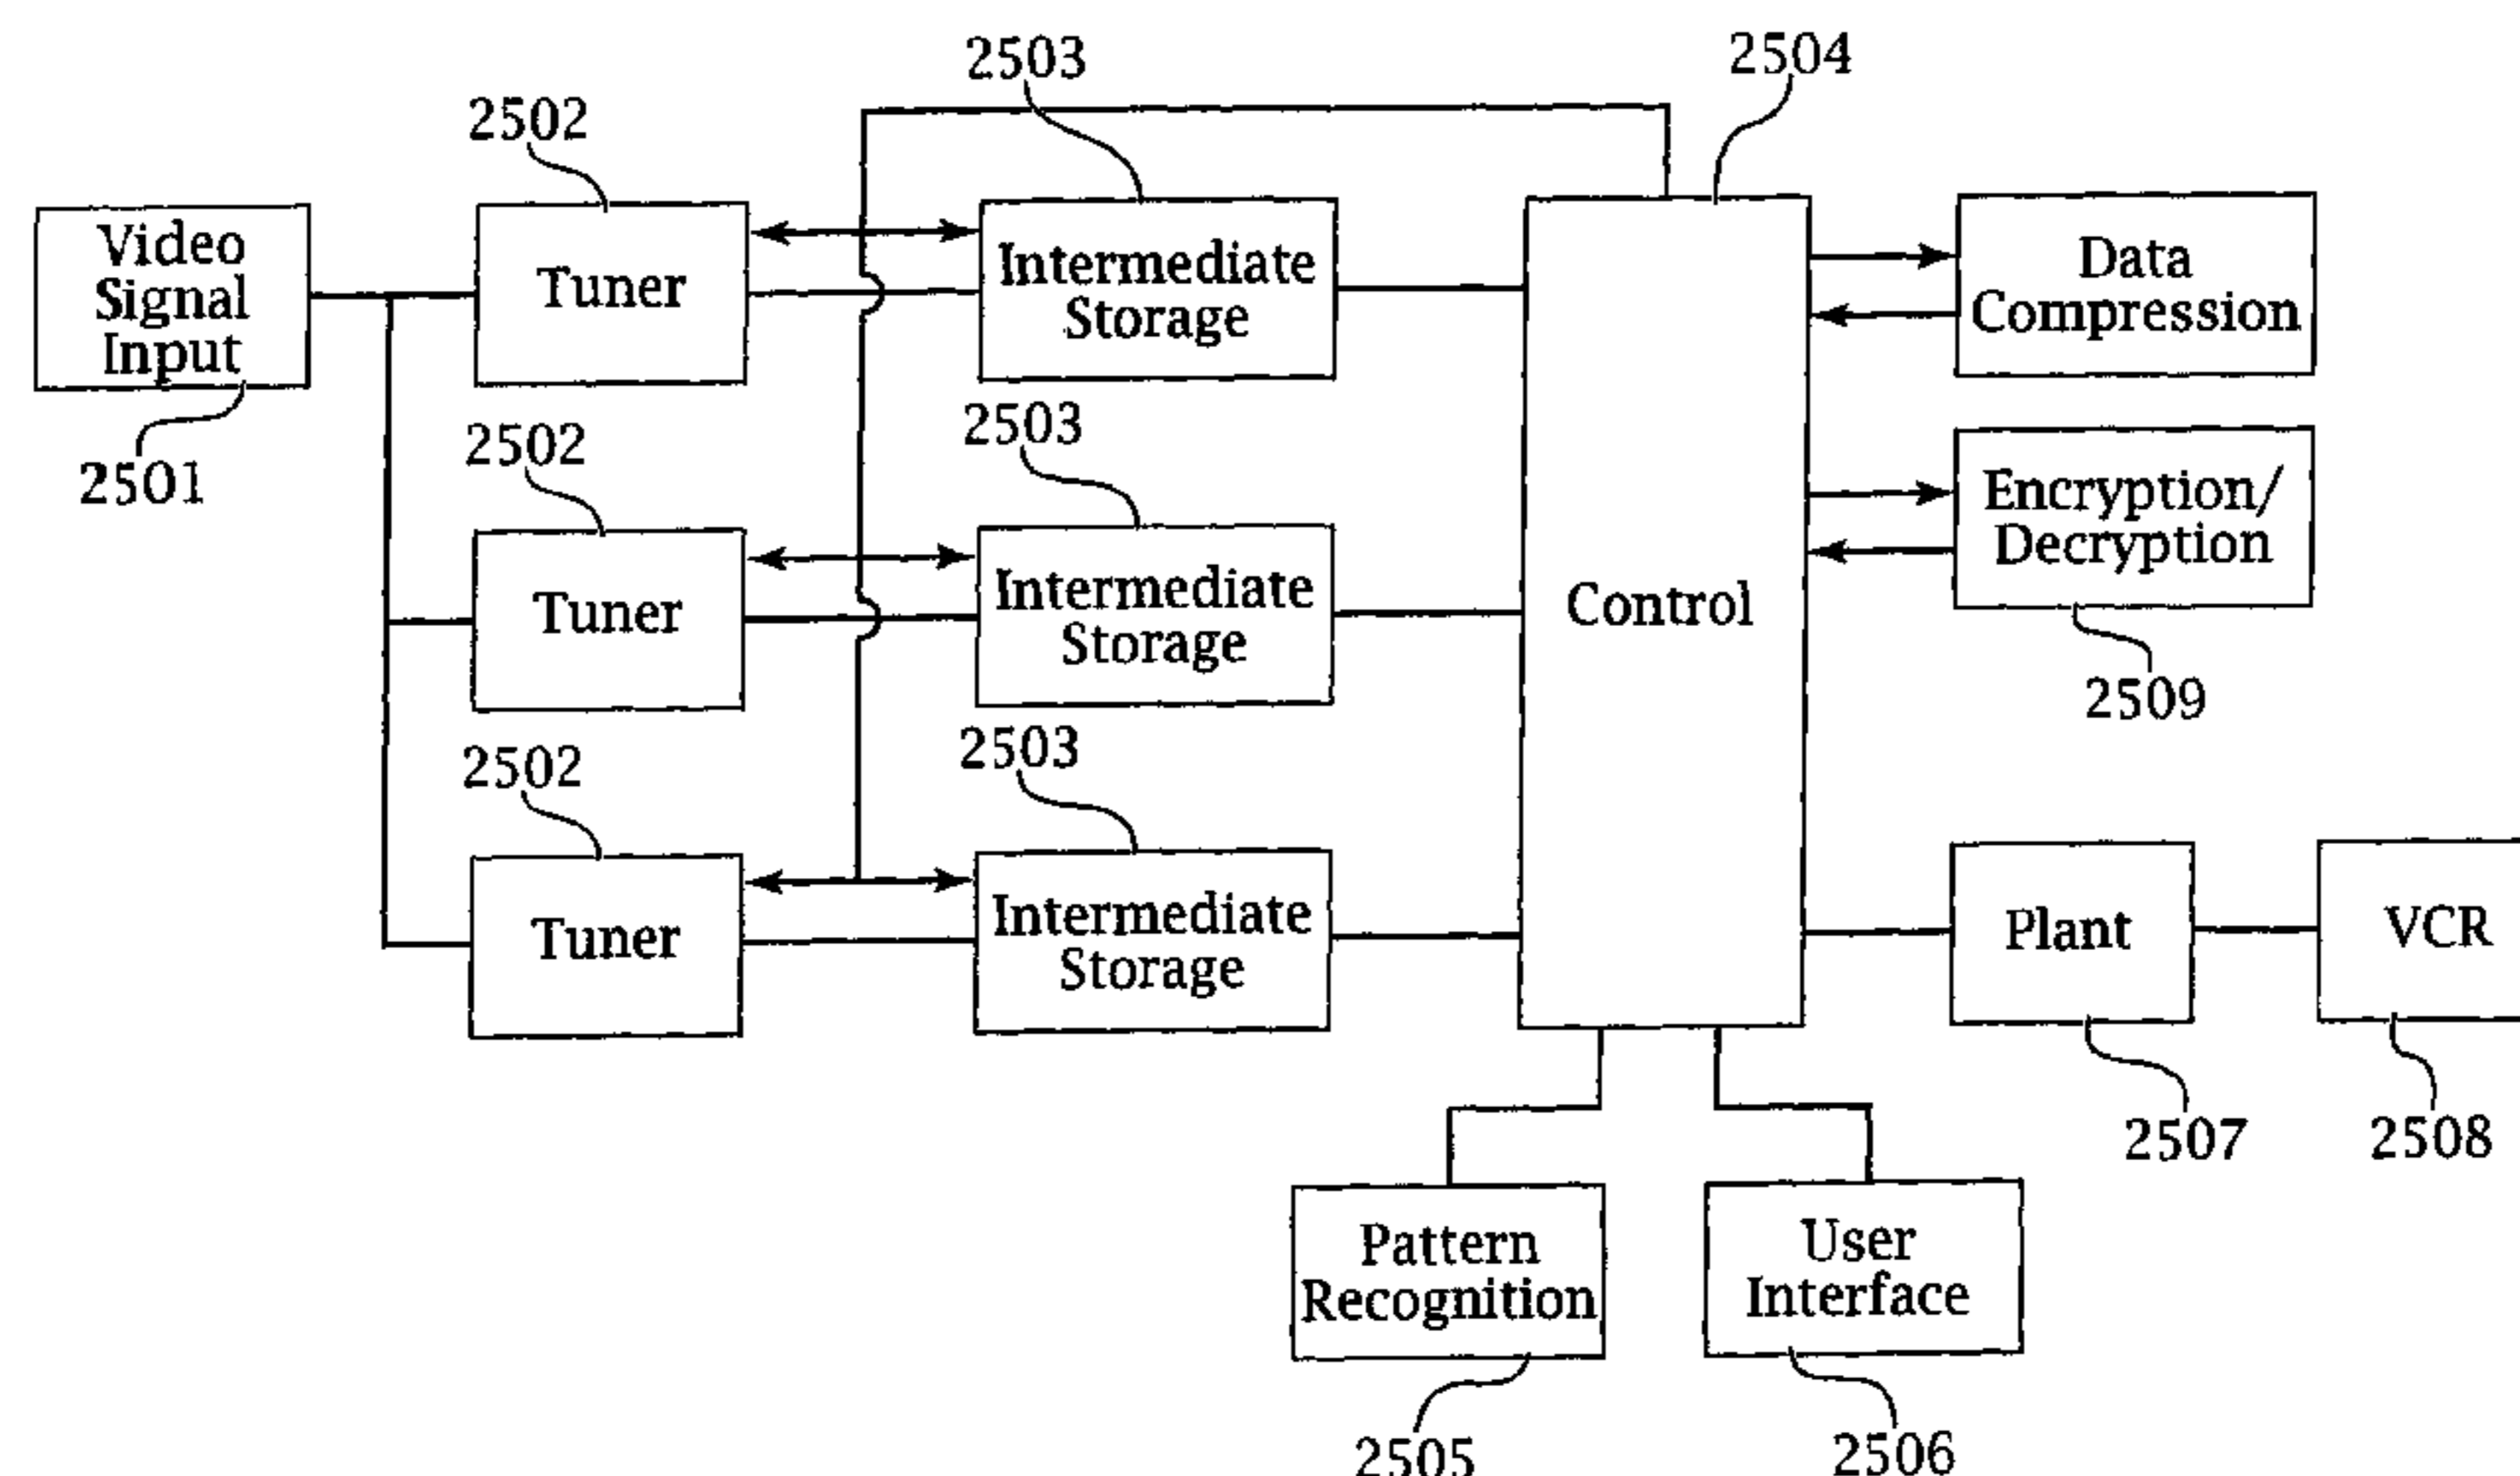 2503
2504
2502
Video
Signal
Input
Tuner
Intermediate
Storage
Data
Compression
2501
2502
2503
Tuner
Intermediate
Storage
Control
Encryption/
Decryption
2509
2502
2503
Tuner
Intermediate
Storage
Plant
VCR
2507
2508
Pattern
Recognition
User
Interface
2505
2506